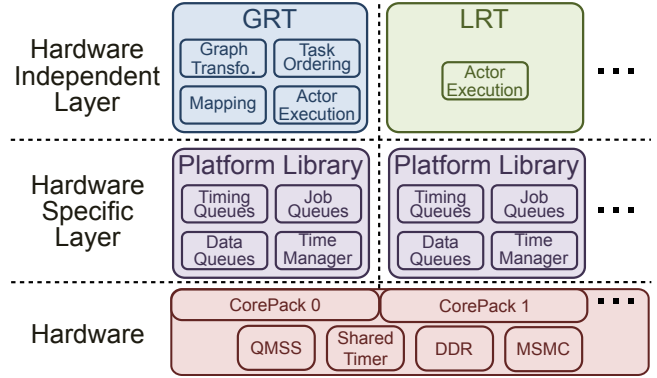 Hardware
Independent
Layer
GRT
Graph
Transfo.
Task
Ordering
Mapping
Actor
Execution
LRT
Actor
Execution
Hardware
Specific
Layer
Platform Library
Timing
Queues
Job
Queues
Data
Queues
Time
Manager
Platform Library
Timing
Queues
Job
Queues
Data
Queues
Time
Manager
Hardware
CorePack 0
CorePack 1
QMSS
Shared
Timer
DDR
MSMC